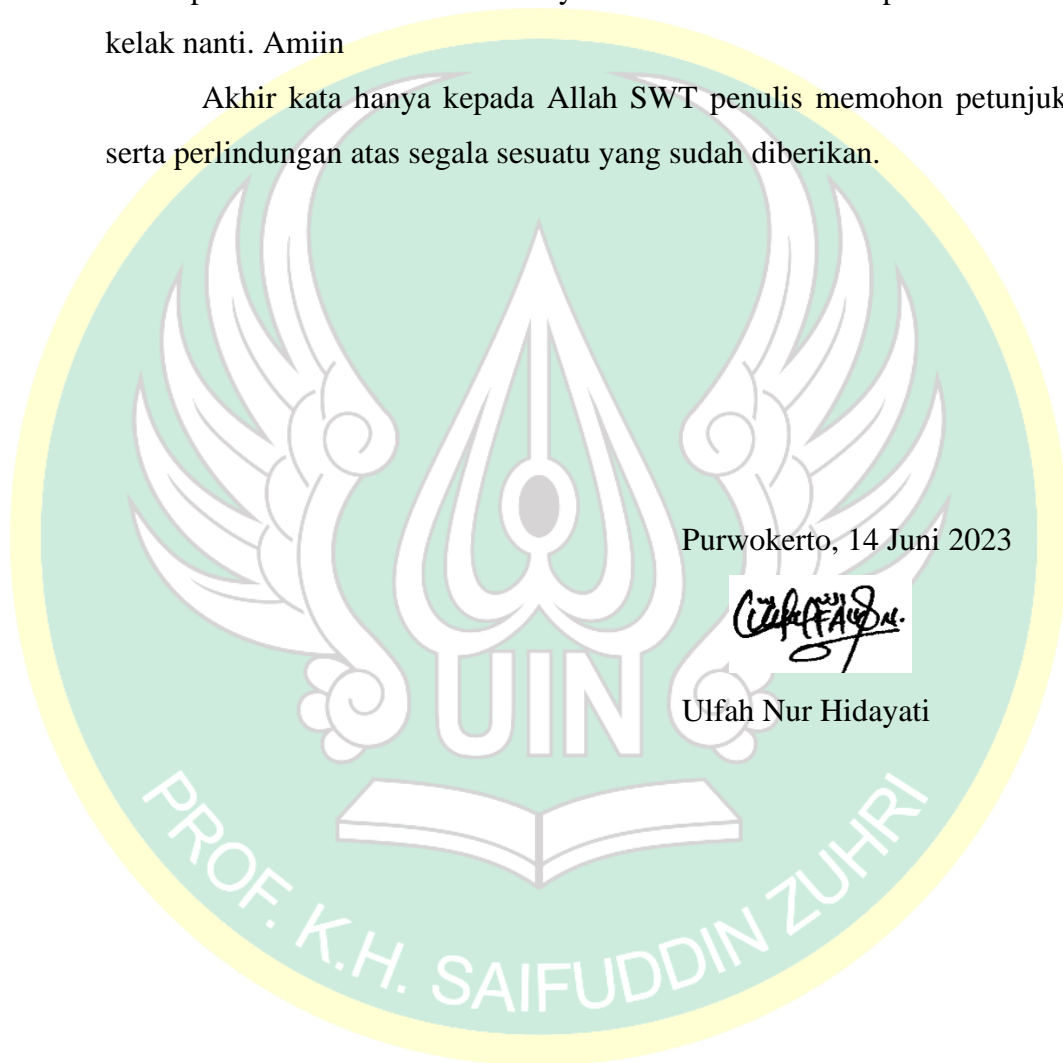 kelak nanti. Amiin
Akhir kata hanya kepada Allah SWT penulis memohon petunjuk
serta perlindungan atas segala sesuatu yang sudah diberikan.
Purwokerto, 14 Juni 2023
Ulfah Nur Hidayati
UIN
PROF. K.H. SAIFUDDIN ZUHRI